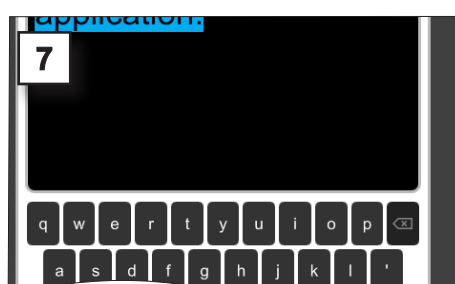 application.
7
q w e r t y u i o p
a s d f g h j k l '